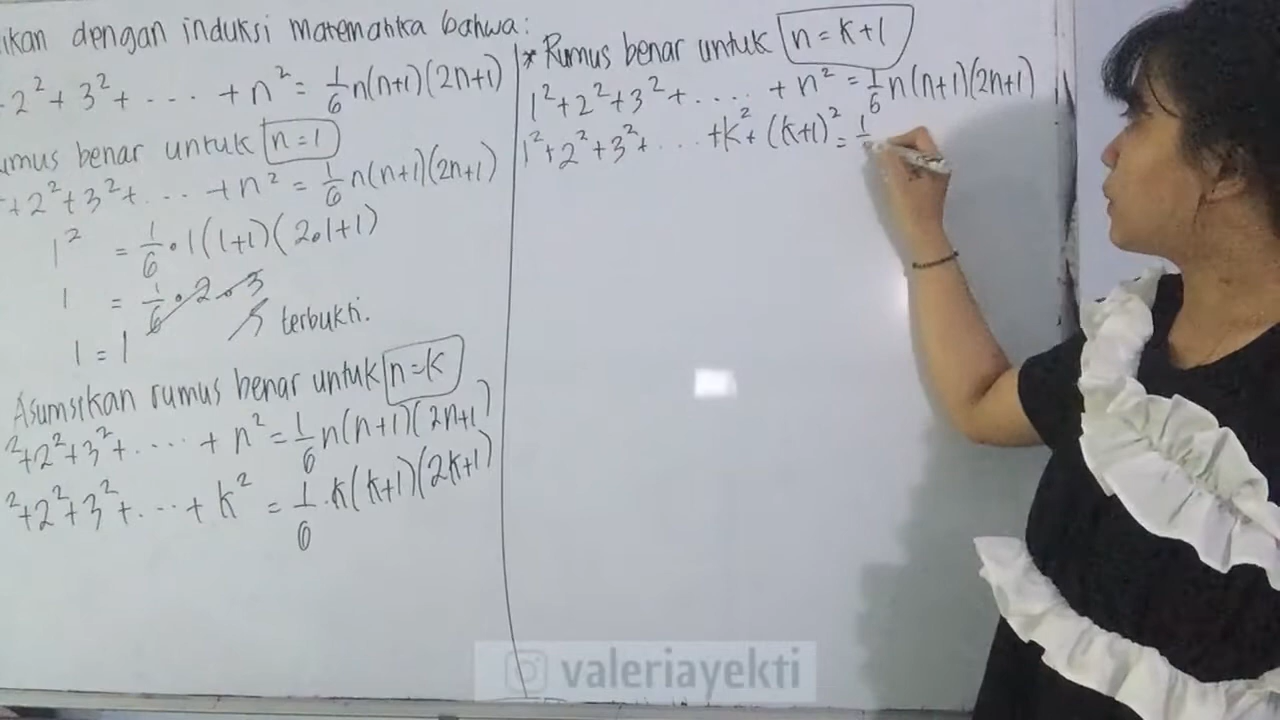 ikan dengan induksi matematika bahwa:
2² + 3² + .... + n² = 1/6 n(n+1)(2n+1)
umus benar untuk n = 1
+ 2² + 3² + .... + n² = 1/6 n(n+1)(2n+1)
1² = 1/6 • 1(1+1)(2•1+1)
1 = 1/6 • 2 • 3
1 = 1 terbukti.
Asumsikan rumus benar untuk n = k
² + 2² + 3² + ..... + n² = 1/6 n(n+1)(2n+1)
² + 2² + 3² + ..... + k² = 1/6 . k(k+1)(2k+1)
* Rumus benar untuk n = k+1
1² + 2² + 3² + ..... + n² = 1/6 n(n+1)(2n+1)
1² + 2² + 3² + .... + k² + (k+1)² = 1
valeriayekti